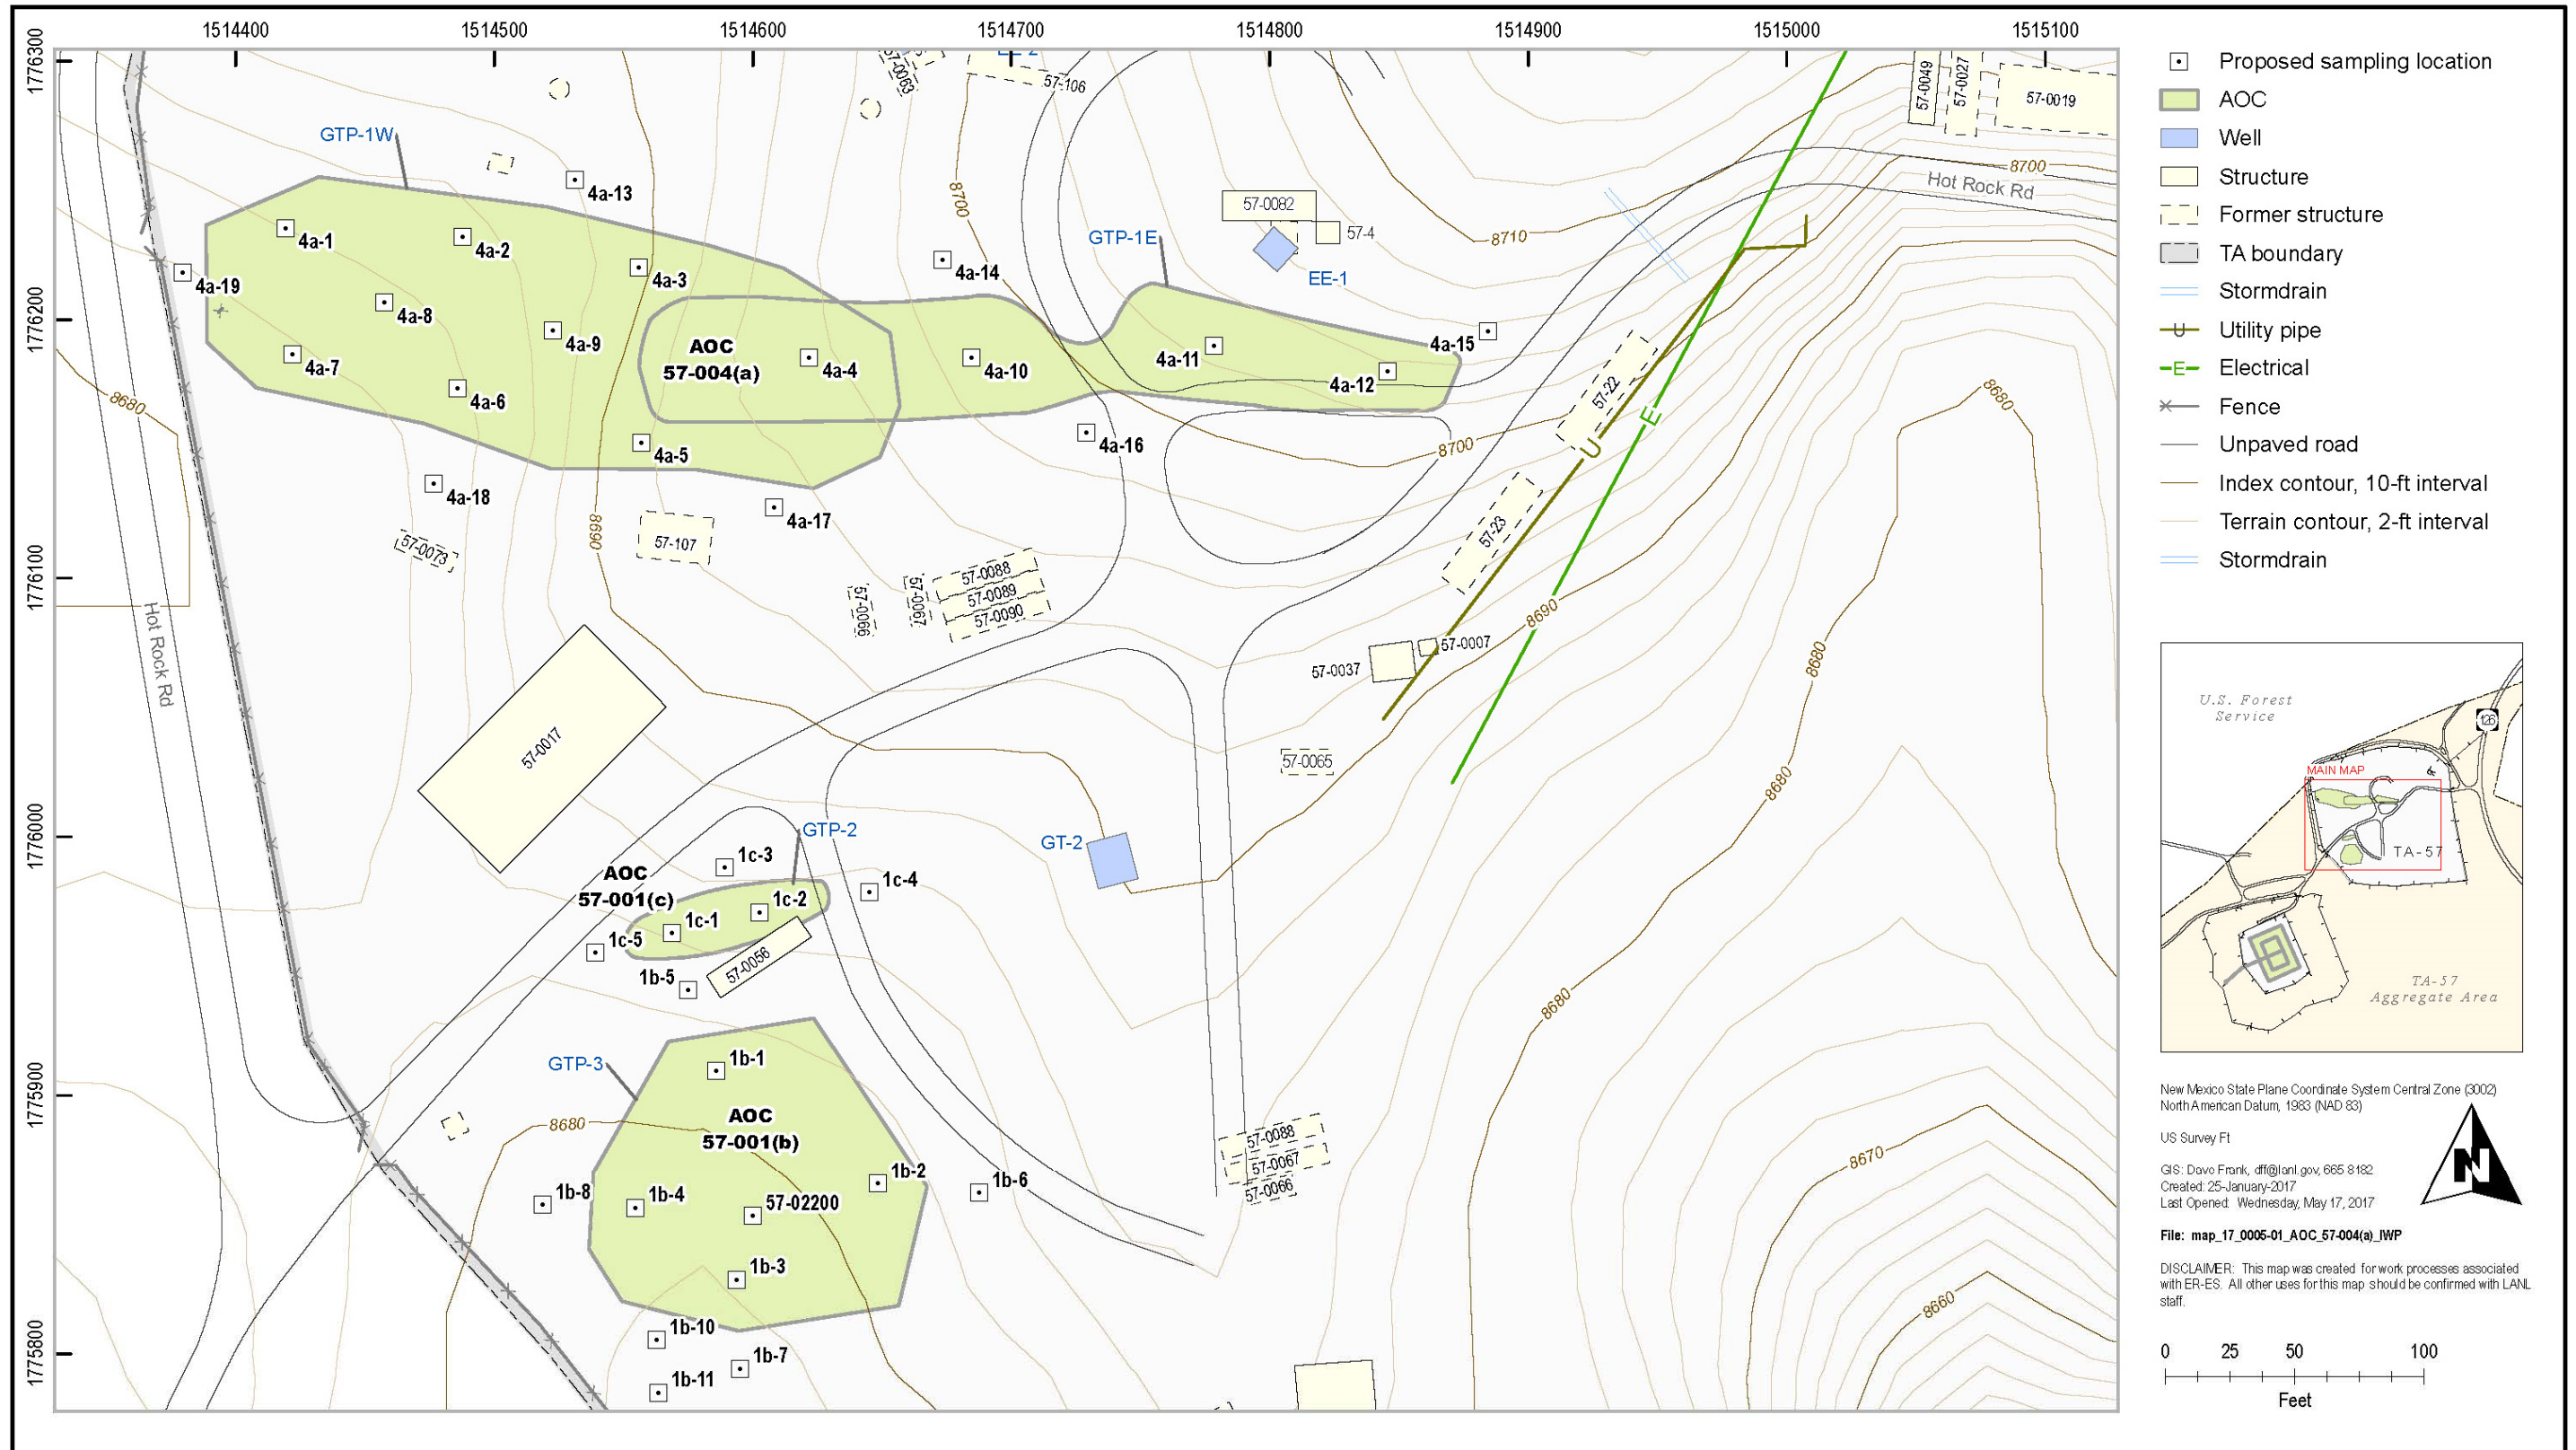 1514400
1514500
1514600
1514700
1514800
1514900
1515000
1515100
1776300
1776200
1776100
1776000
1775900
1775800
57-0063
EE-2
57-106
57-0049
57-0027
57-0019
8700
Hot Rock Rd
GTP-1W
4a-13
8700
57-0082
57-4
GTP-1E
EE-1
8710
4a-1
4a-2
4a-3
4a-14
4a-19
4a-8
4a-9
4a-7
4a-6
AOC
57-004(a)
4a-4
4a-10
4a-11
4a-12
4a-15
57-22
8680
8680
4a-5
4a-16
8700
U
E
4a-18
4a-17
8690
57-0073
57-107
57-23
57-0066
57-0067
57-0088
57-0089
57-0090
8690
57-0007
57-0037
8680
Hot Rock Rd
57-0017
57-0065
8680
GTP-2
GT-2
1c-3
AOC
57-001(c)
1c-4
1c-2
1c-1
1c-5
57-0056
1b-5
8680
GTP-3
1b-1
AOC
57-001(b)
8680
57-0088
57-0067
57-0066
8670
1b-2
1b-6
1b-8
1b-4
57-02200
1b-3
8660
1b-10
1b-7
1b-11
Proposed sampling location
AOC
Well
Structure
Former structure
TA boundary
Stormdrain
U Utility pipe
E Electrical
Fence
Unpaved road
Index contour, 10-ft interval
Terrain contour, 2-ft interval
Stormdrain
U.S. Forest
Service
126
MAIN MAP
TA-57
TA-57
Aggregate Area
New Mexico State Plane Coordinate System Central Zone (3002)
North American Datum, 1983 (NAD 83)
US Survey Ft
GIS: Dave Frank, dff@lanl.gov, 665 8182
Created: 25-January-2017
Last Opened: Wednesday, May 17, 2017
N
File: map_17_0005-01_AOC_57-004(a)_IWP
DISCLAIMER: This map was created for work processes associated
with ER-ES. All other uses for this map should be confirmed with LANL
staff.
0 25 50 100
Feet